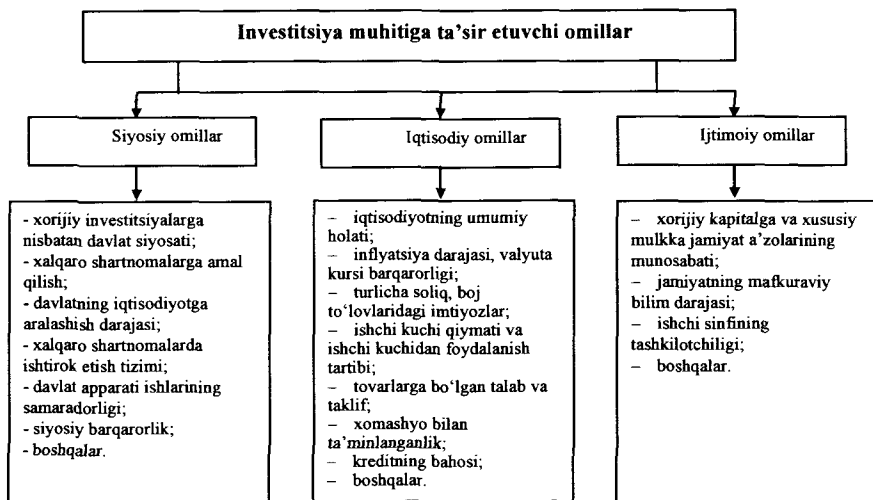 Investitsiya muhitiga ta’sir etuvchi omillar
Siyosiy omillar
- xorijiy investitsiyalarga
nisbatan davlat siyosati;
- xalqaro shartnomalarga amal
qilish;
- davlatning iqtisodiyotga
aralashish darajasi;
- xalqaro shartnomalarda
ishtirok etish tizimi;
- davlat apparati ishlarining
samaradorligi;
- siyosiy barqarorlik;
- boshqalar.
Iqtisodiy omillar
– iqtisodiyotning umumiy
holati;
– inflyatsiya darajasi, valyuta
kursi barqarorligi;
– turlicha soliq, boj
to‘lovlaridagi imtiyozlar;
– ishchi kuchi qiymati va
ishchi kuchidan foydalanish
tartibi;
– tovarlarga bo‘lgan talab va
taklif;
– xomashyo bilan
ta’minlanganlik;
– kreditning bahosi;
– boshqalar.
Ijtimoiy omillar
– xorijiy kapitalga va xususiy
mulkka jamiyat a’zolarining
munosabati;
– jamiyatning mafkuraviy
bilim darajasi;
– ishchi sinfining
tashkilotchiligi;
– boshqalar.